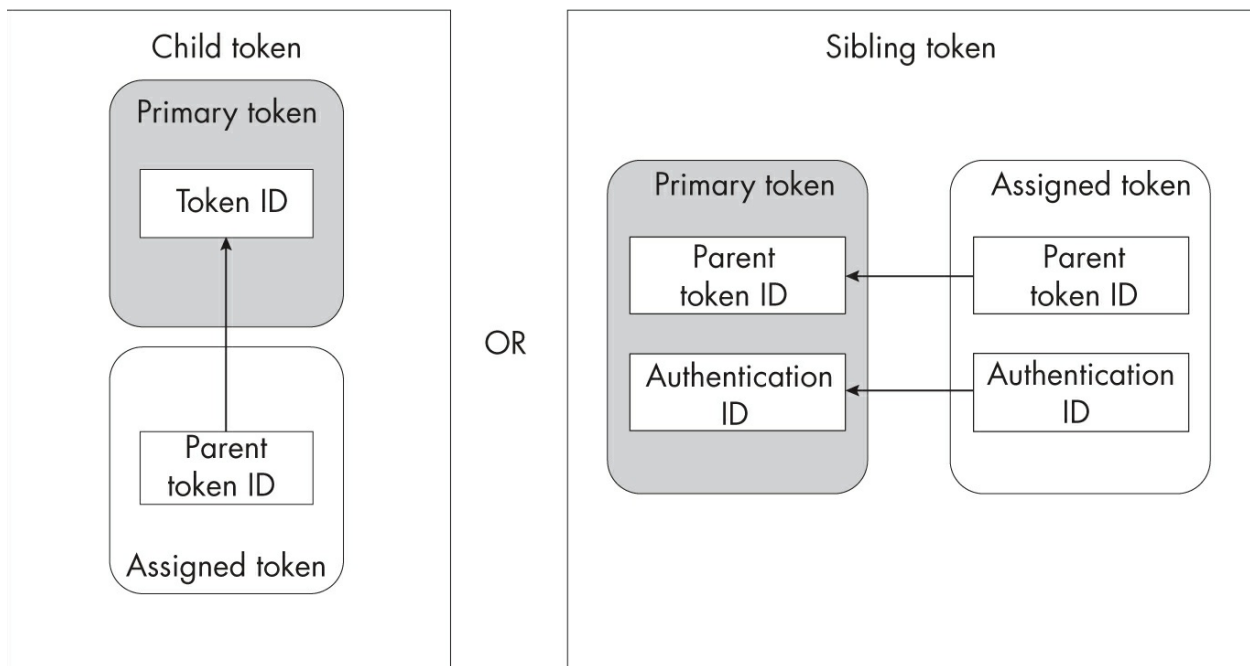 Child token
Primary token
Token ID
Parent
token ID
Assigned token
OR
Sibling token
Primary token
Parent
token ID
Authentication
ID
Assigned token
Parent
token ID
Authentication
ID